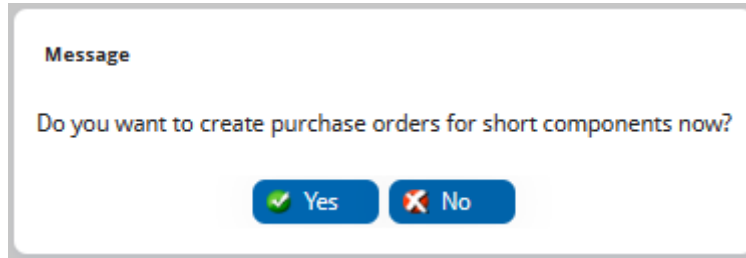 Message
Do you want to create purchase orders for short components now?
Yes No